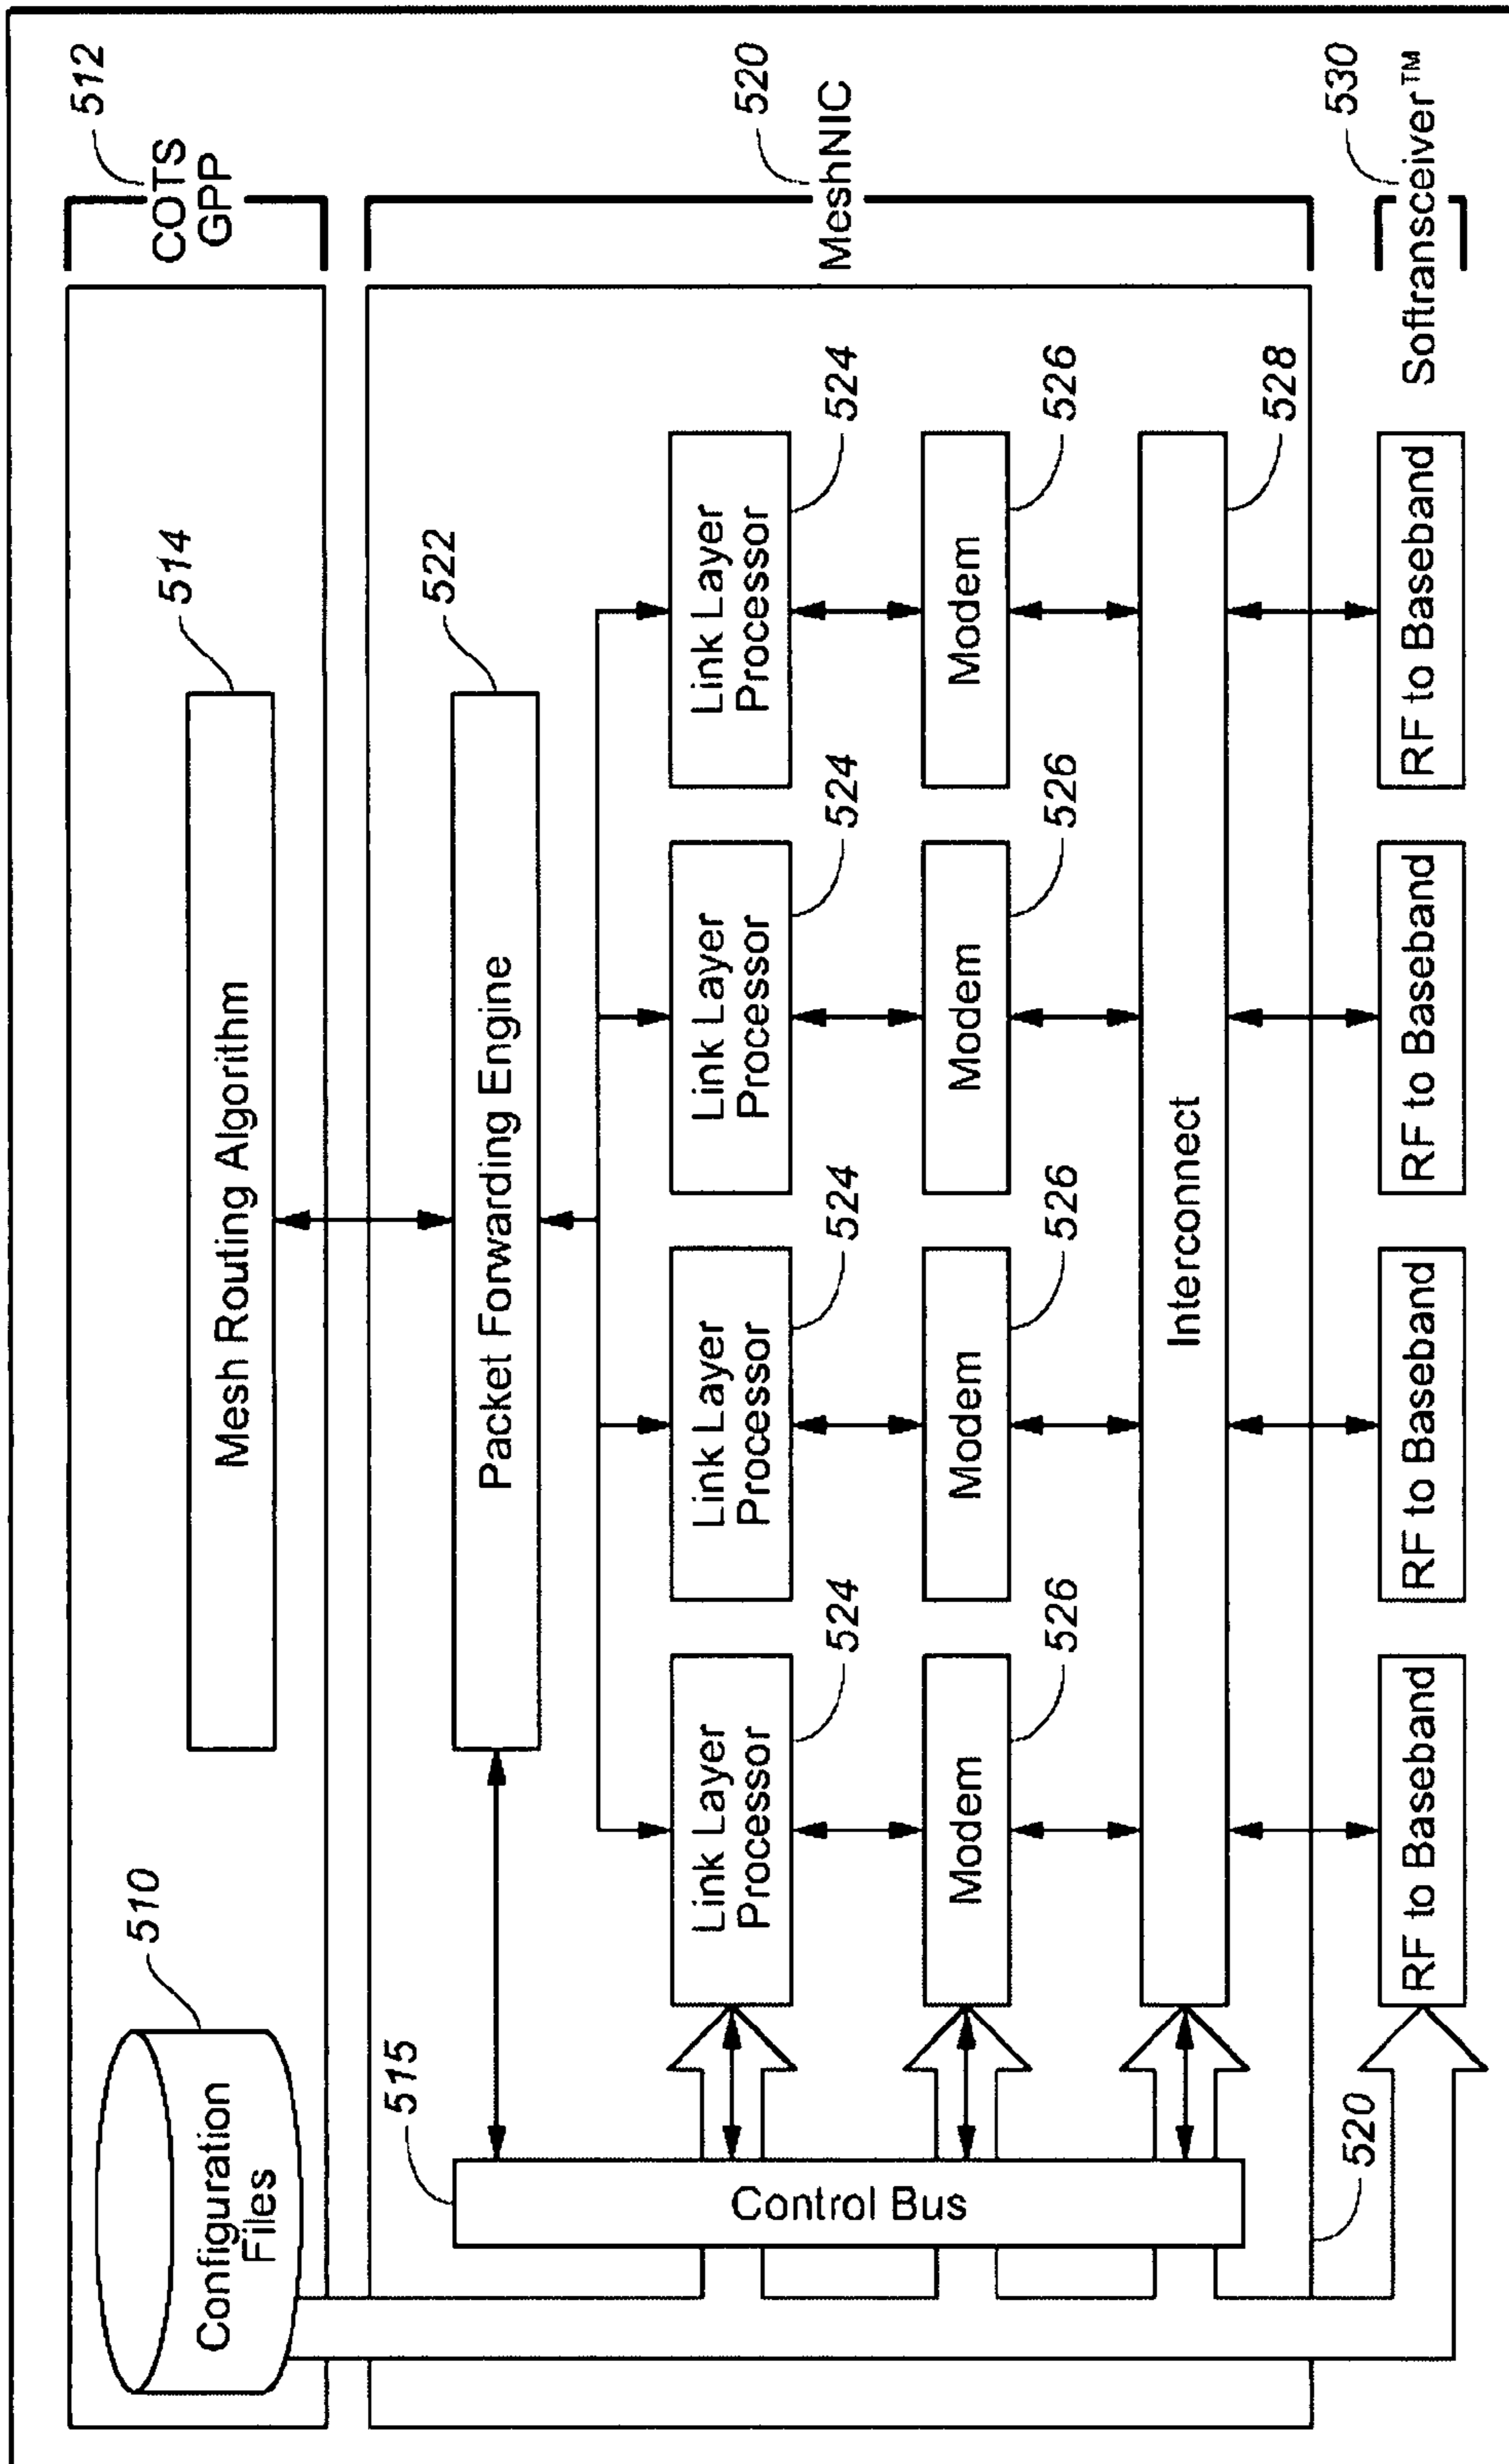 510
Configuration
Files
Mesh Routing Algorithm
514
512
COTS
GPP
515
Control Bus
Packet Forwarding Engine
522
Link Layer
Processor
524
Link Layer
Processor
524
Link Layer
Processor
524
Link Layer
Processor
524
520
MeshNIC
Modem
526
Modem
526
Modem
526
Modem
526
Interconnect
528
520
RF to Baseband
RF to Baseband
RF to Baseband
RF to Baseband
530
Softransceiver™